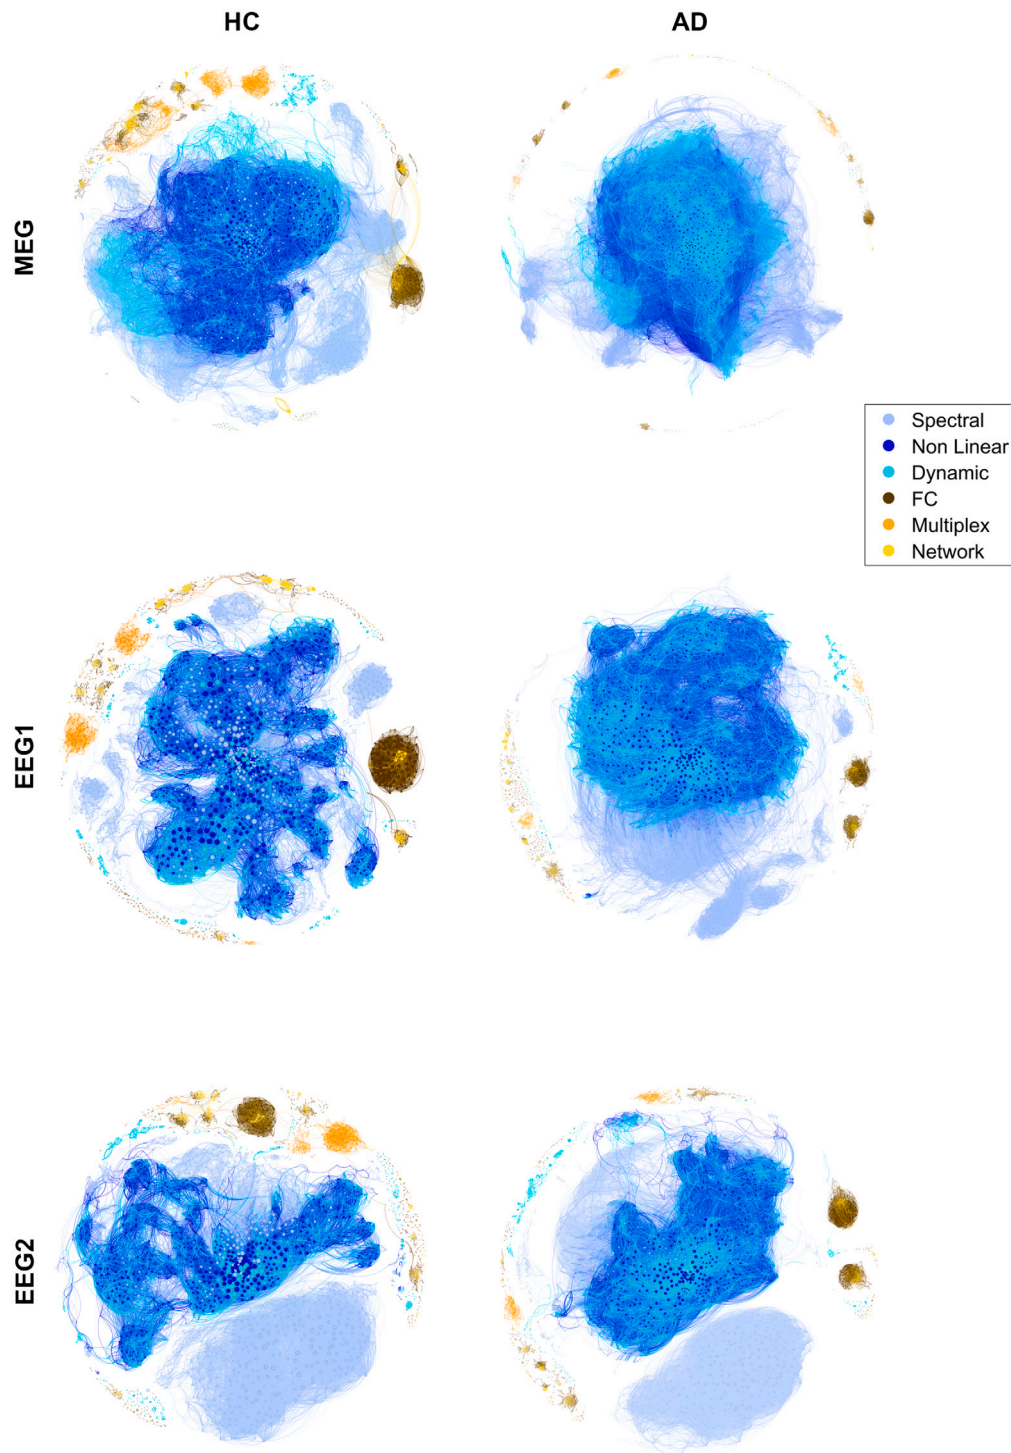 HC
AD
MEG
Spectral
Non Linear
Dynamic
FC
Multiplex
Network
EEG1
EEG2